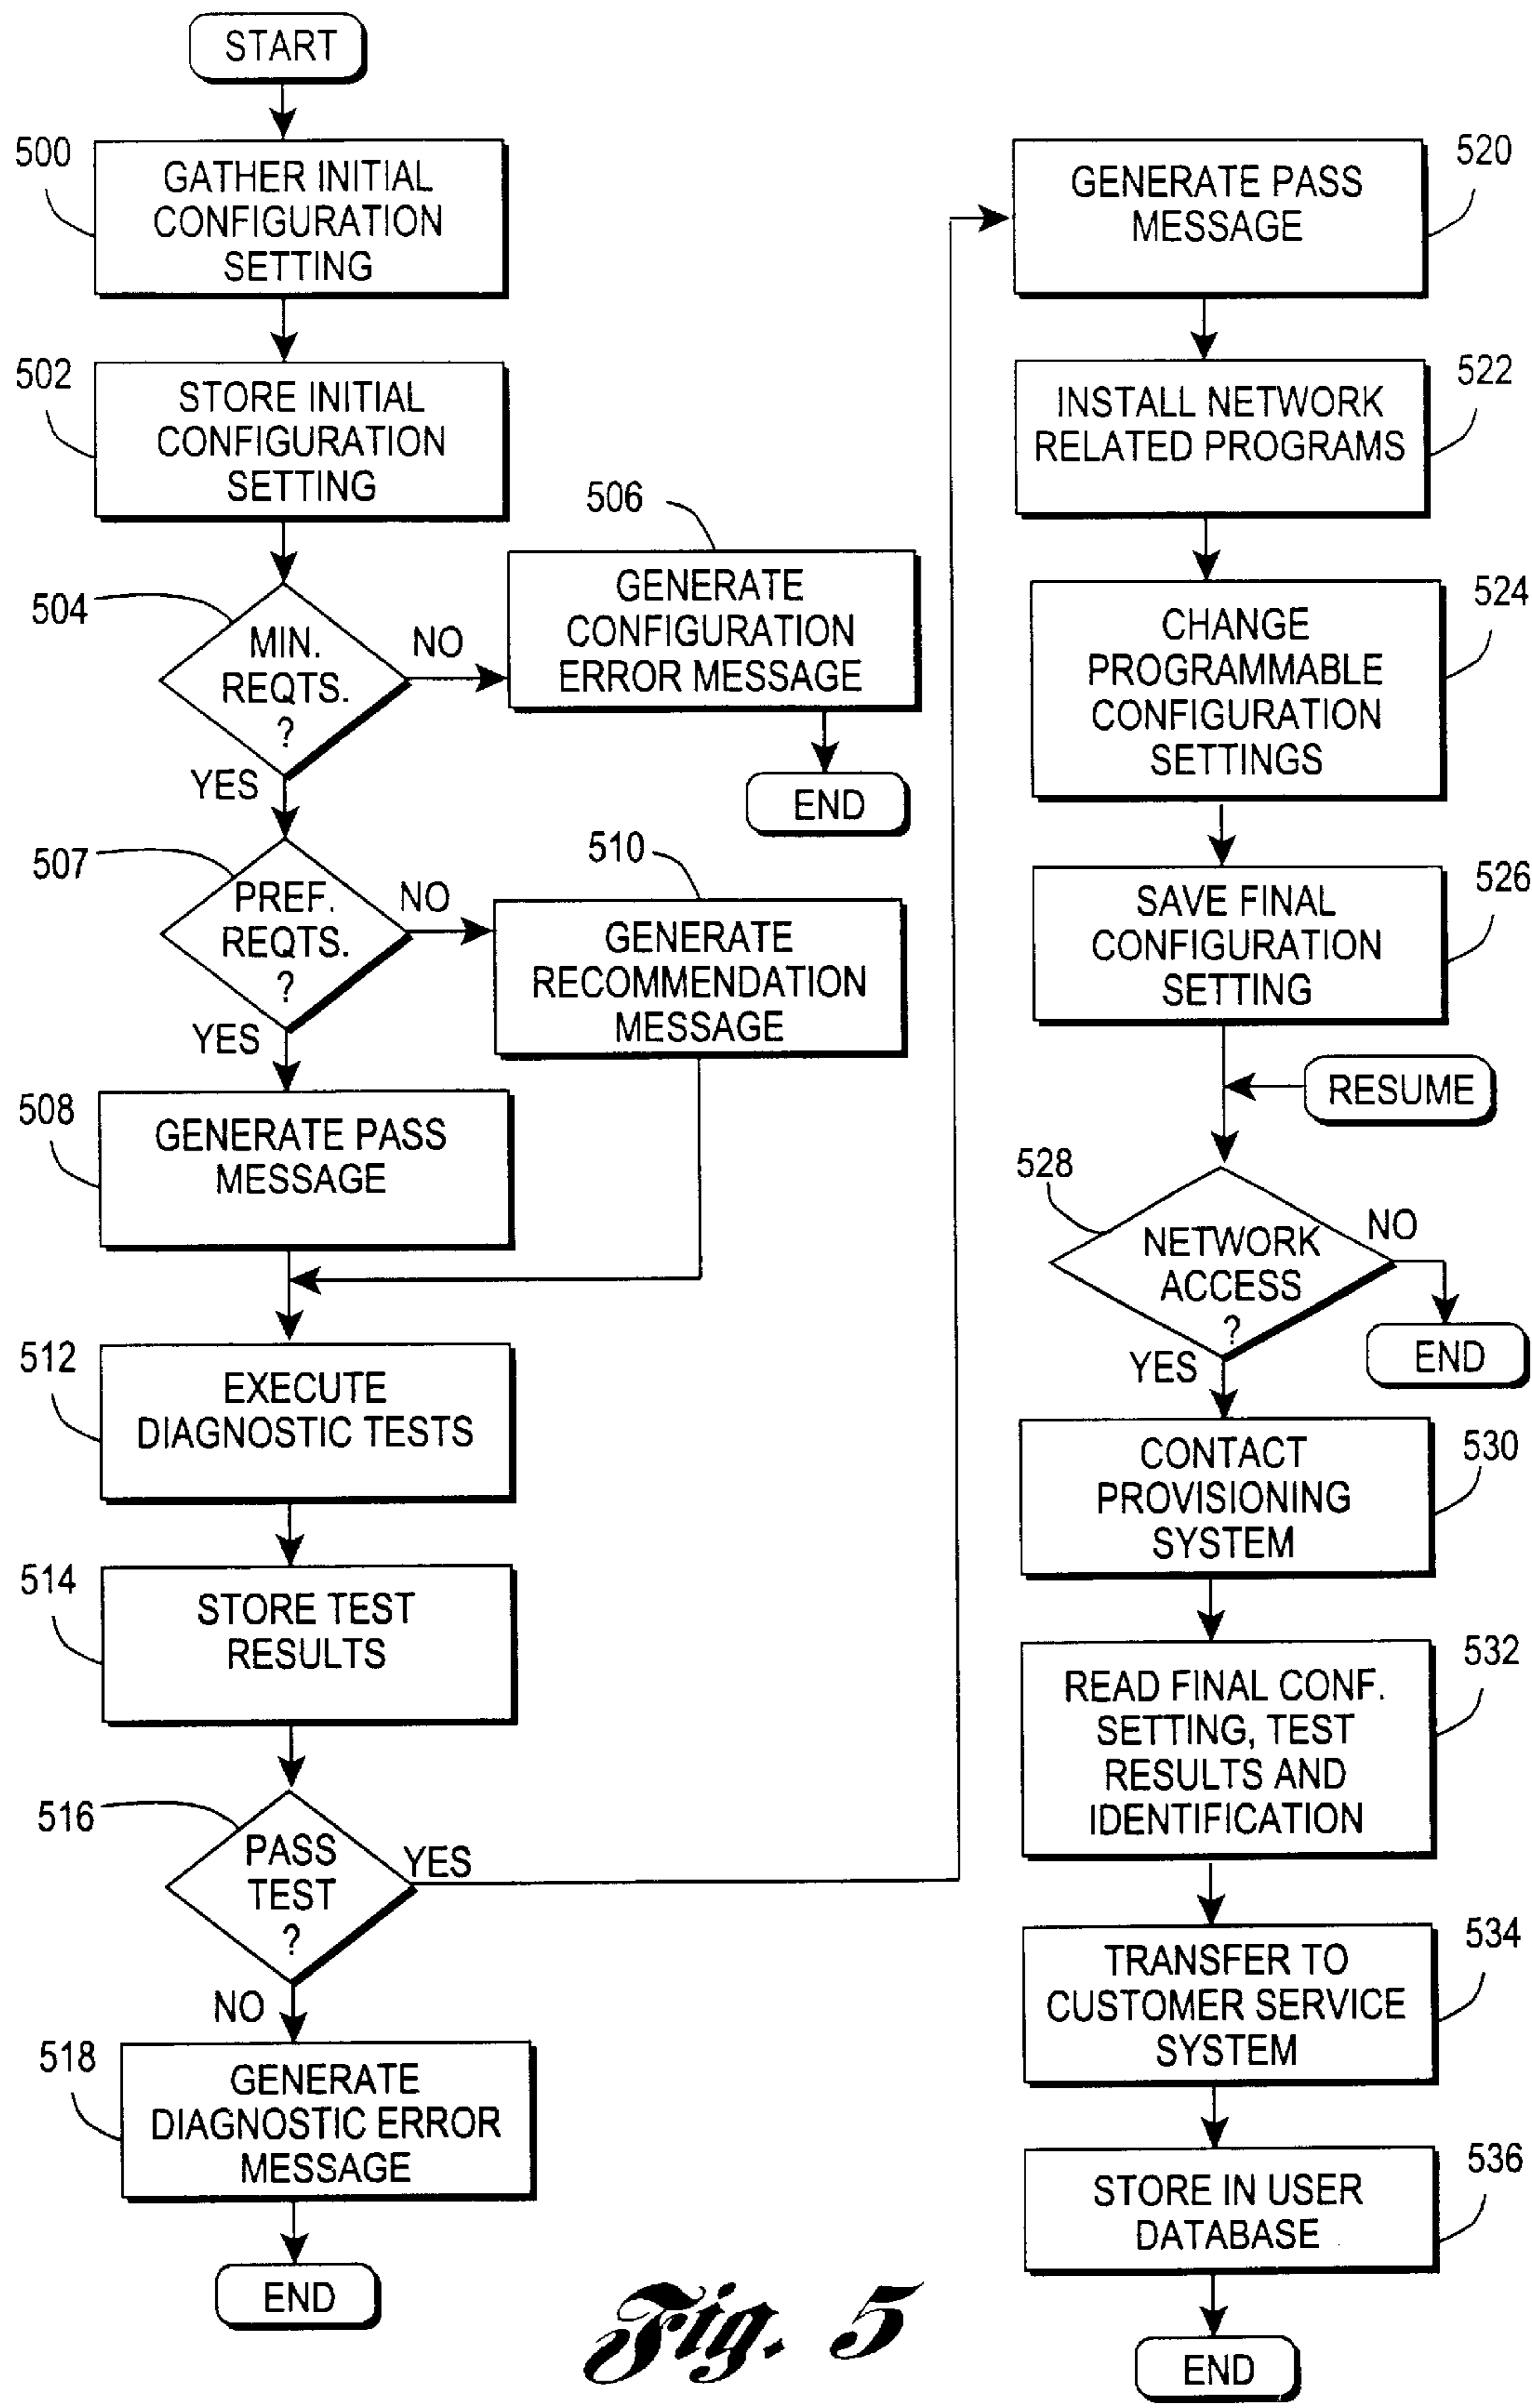 START
500
GATHER INITIAL
CONFIGURATION
SETTING
502
STORE INITIAL
CONFIGURATION
SETTING
504
MIN.
REQTS.
?
NO
YES
506
GENERATE
CONFIGURATION
ERROR MESSAGE
END
507
PREF.
REQTS.
?
NO
YES
510
GENERATE
RECOMMENDATION
MESSAGE
508
GENERATE PASS
MESSAGE
512
EXECUTE
DIAGNOSTIC TESTS
514
STORE TEST
RESULTS
516
PASS
TEST
?
YES
NO
518
GENERATE
DIAGNOSTIC ERROR
MESSAGE
END
520
GENERATE PASS
MESSAGE
522
INSTALL NETWORK
RELATED PROGRAMS
524
CHANGE
PROGRAMMABLE
CONFIGURATION
SETTINGS
526
SAVE FINAL
CONFIGURATION
SETTING
RESUME
528
NETWORK
ACCESS
?
NO
END
YES
530
CONTACT
PROVISIONING
SYSTEM
532
READ FINAL CONF.
SETTING, TEST
RESULTS AND
IDENTIFICATION
534
TRANSFER TO
CUSTOMER SERVICE
SYSTEM
536
STORE IN USER
DATABASE
END
Fig. 5